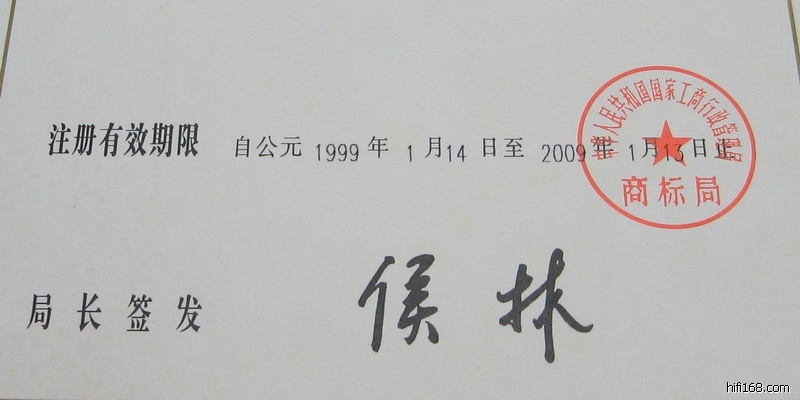 中华人民共和国国家工商行政管理局
商标局
注册有效期限 自公元 1999 年 1 月 14 日至 2009 年 1 月 13 日止
局长签发 侯林
hifi168.com